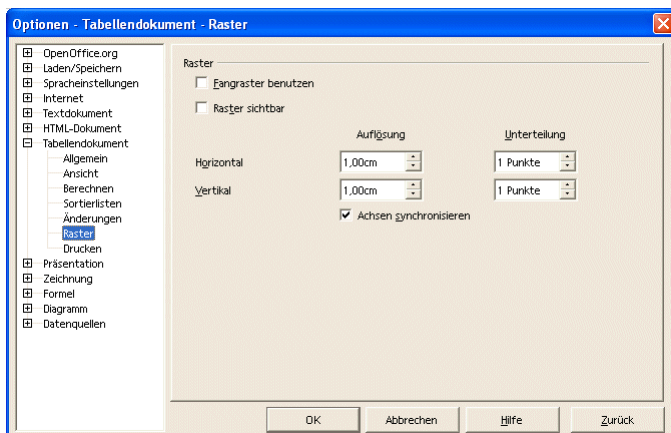 Optionen - Tabellendokument - Raster
OpenOffice.org
Laden/Speichern
Spracheinstellungen
Internet
Textdokument
HTML-Dokument
Tabellendokument
Allgemein
Ansicht
Berechnen
Sortierlisten
Änderungen
Raster
Drucken
Präsentation
Zeichnung
Formel
Diagramm
Datenquellen
Raster
Fangraster benutzen
Raster sichtbar
Auflösung Unterteilung
Horizontal 1,00cm 1 Punkte
Vertikal 1,00cm 1 Punkte
Achsen synchronisieren
OK Abbrechen Hilfe Zurück